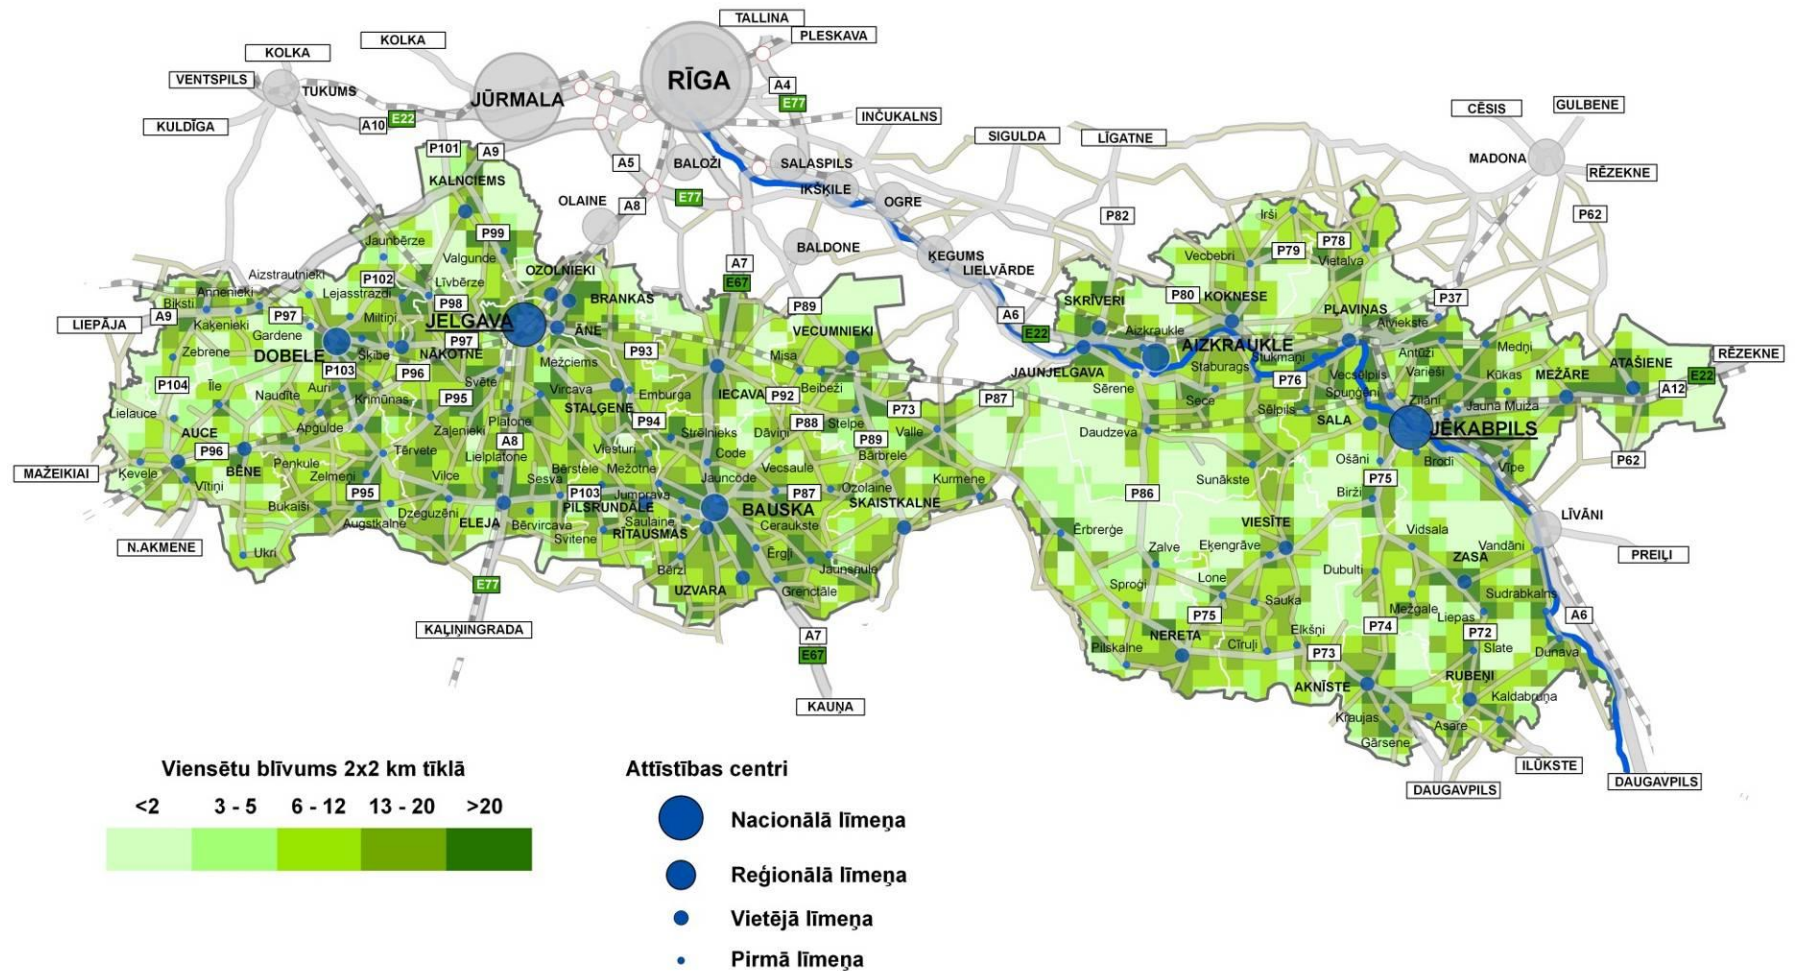 TALLINA
KOLKA
PLESKAVA
KOLKA
VENTSPILS
TUKUMS
JŪRMALA
RĪGA
A4
E77
KULDĪGA
A10
E22
INČUKALNS
CĒSIS
GULBENE
SIGULDA
LĪGATNE
MADONA
RĒZEKNE
P101
A9
A5
BALOŽI
SALASPILS
KALNCIEMS
E77
IKŠĶILE
OGRE
OLAINE
A8
P82
P62
Irši
Jaunbērze
P99
BALDONE
P79
P78
Valgunde
ĶEGUMS
Vecbebri
Vietalva
Aizstrautnieki
P102
OZOLNIEKI
A7
E67
LIELVĀRDE
Annenieki
Lejasstrazdi
Līvbērze
BRANKAS
P80
KOKNESE
P37
Biksti
P98
P89
SKRĪVERI
PĻAVIŅAS
A9
Kaķenieki
P97
Miltiņi
JELGAVA
A6
Aiviekste
LIEPĀJA
Gardene
ĀNE
VECUMNIEKI
E22
Aizkraukle
Zebrene
DOBELE
Šķibe
P97
NĀKOTNE
P93
Misa
AIZKRAUKLE
Antūži
Medņi
ATAŠIENE
RĒZEKNE
Mežciems
Stukmaņi
P103
P96
Svēte
JAUNJELGAVA
Staburags
Vecsēlpils
Varieši
Kūkas
MEŽĀRE
E22
P104
Īle
Auri
Vircava
Emburga
IECAVA
Beibeži
Sērene
P76
Spunģēni
A12
Naudīte
Krimūnas
P95
STAĻĢENE
P92
P87
Sece
Zīlāni
Lielauce
Platone
P73
Sēlpils
Jaunā Muiža
AUCE
Apgulde
Zaļenieki
P94
P88
Stelpe
SALA
JĒKABPILS
A8
Strēlnieks
Dāviņi
Valle
Daudzeva
P96
Tērvete
Viesturi
P89
MAŽEIKIAI
Ķevele
BĒNE
Penkule
Lielplatone
Code
Bārbrele
Ošāni
Brodi
P62
Zelmeņi
Vilce
Bērstele
Mežotne
Vecsaule
Vīpe
Vītiņi
Sesva
Jauncode
Kurmene
Sunākste
P75
P95
P103
Jumprava
P87
Ozolaine
P86
Birži
Bukaiši
Dzeguzēni
PILSRUNDĀLE
BAUSKA
SKAISTKALNE
LĪVĀNI
Augstkalne
ELEJA
Bērvircava
Saulaine
Ceraukste
VIESĪTE
N.AKMENE
Svitene
RĪTAUSMAS
Ērberģe
Vidsala
Ukri
Ērgļi
Zalve
Eķengrāve
Vandāni
PREIĻI
Bērzi
Jaunsaule
ZASA
E77
UZVARA
Grenctāle
Sproģi
Lone
Dubulti
Sudrabkalns
Sauka
Mežgale
Liepas
A6
P75
KAĻIŅINGRADA
A7
NERETA
Elkšņi
P74
P72
E67
Pilskalne
Cīruļi
P73
Slate
Dunava
AKNĪSTE
RUBEŅI
Kaldabruņa
KAUŅA
Kraujas
Asare
Gārsene
ILŪKSTE
DAUGAVPILS
DAUGAVPILS
Viensētu blīvums 2x2 km tīklā
<2 3 - 5 6 - 12 13 - 20 >20
Attīstības centri
Nacionālā līmeņa
Reģionālā līmeņa
Vietējā līmeņa
Pirmā līmeņa